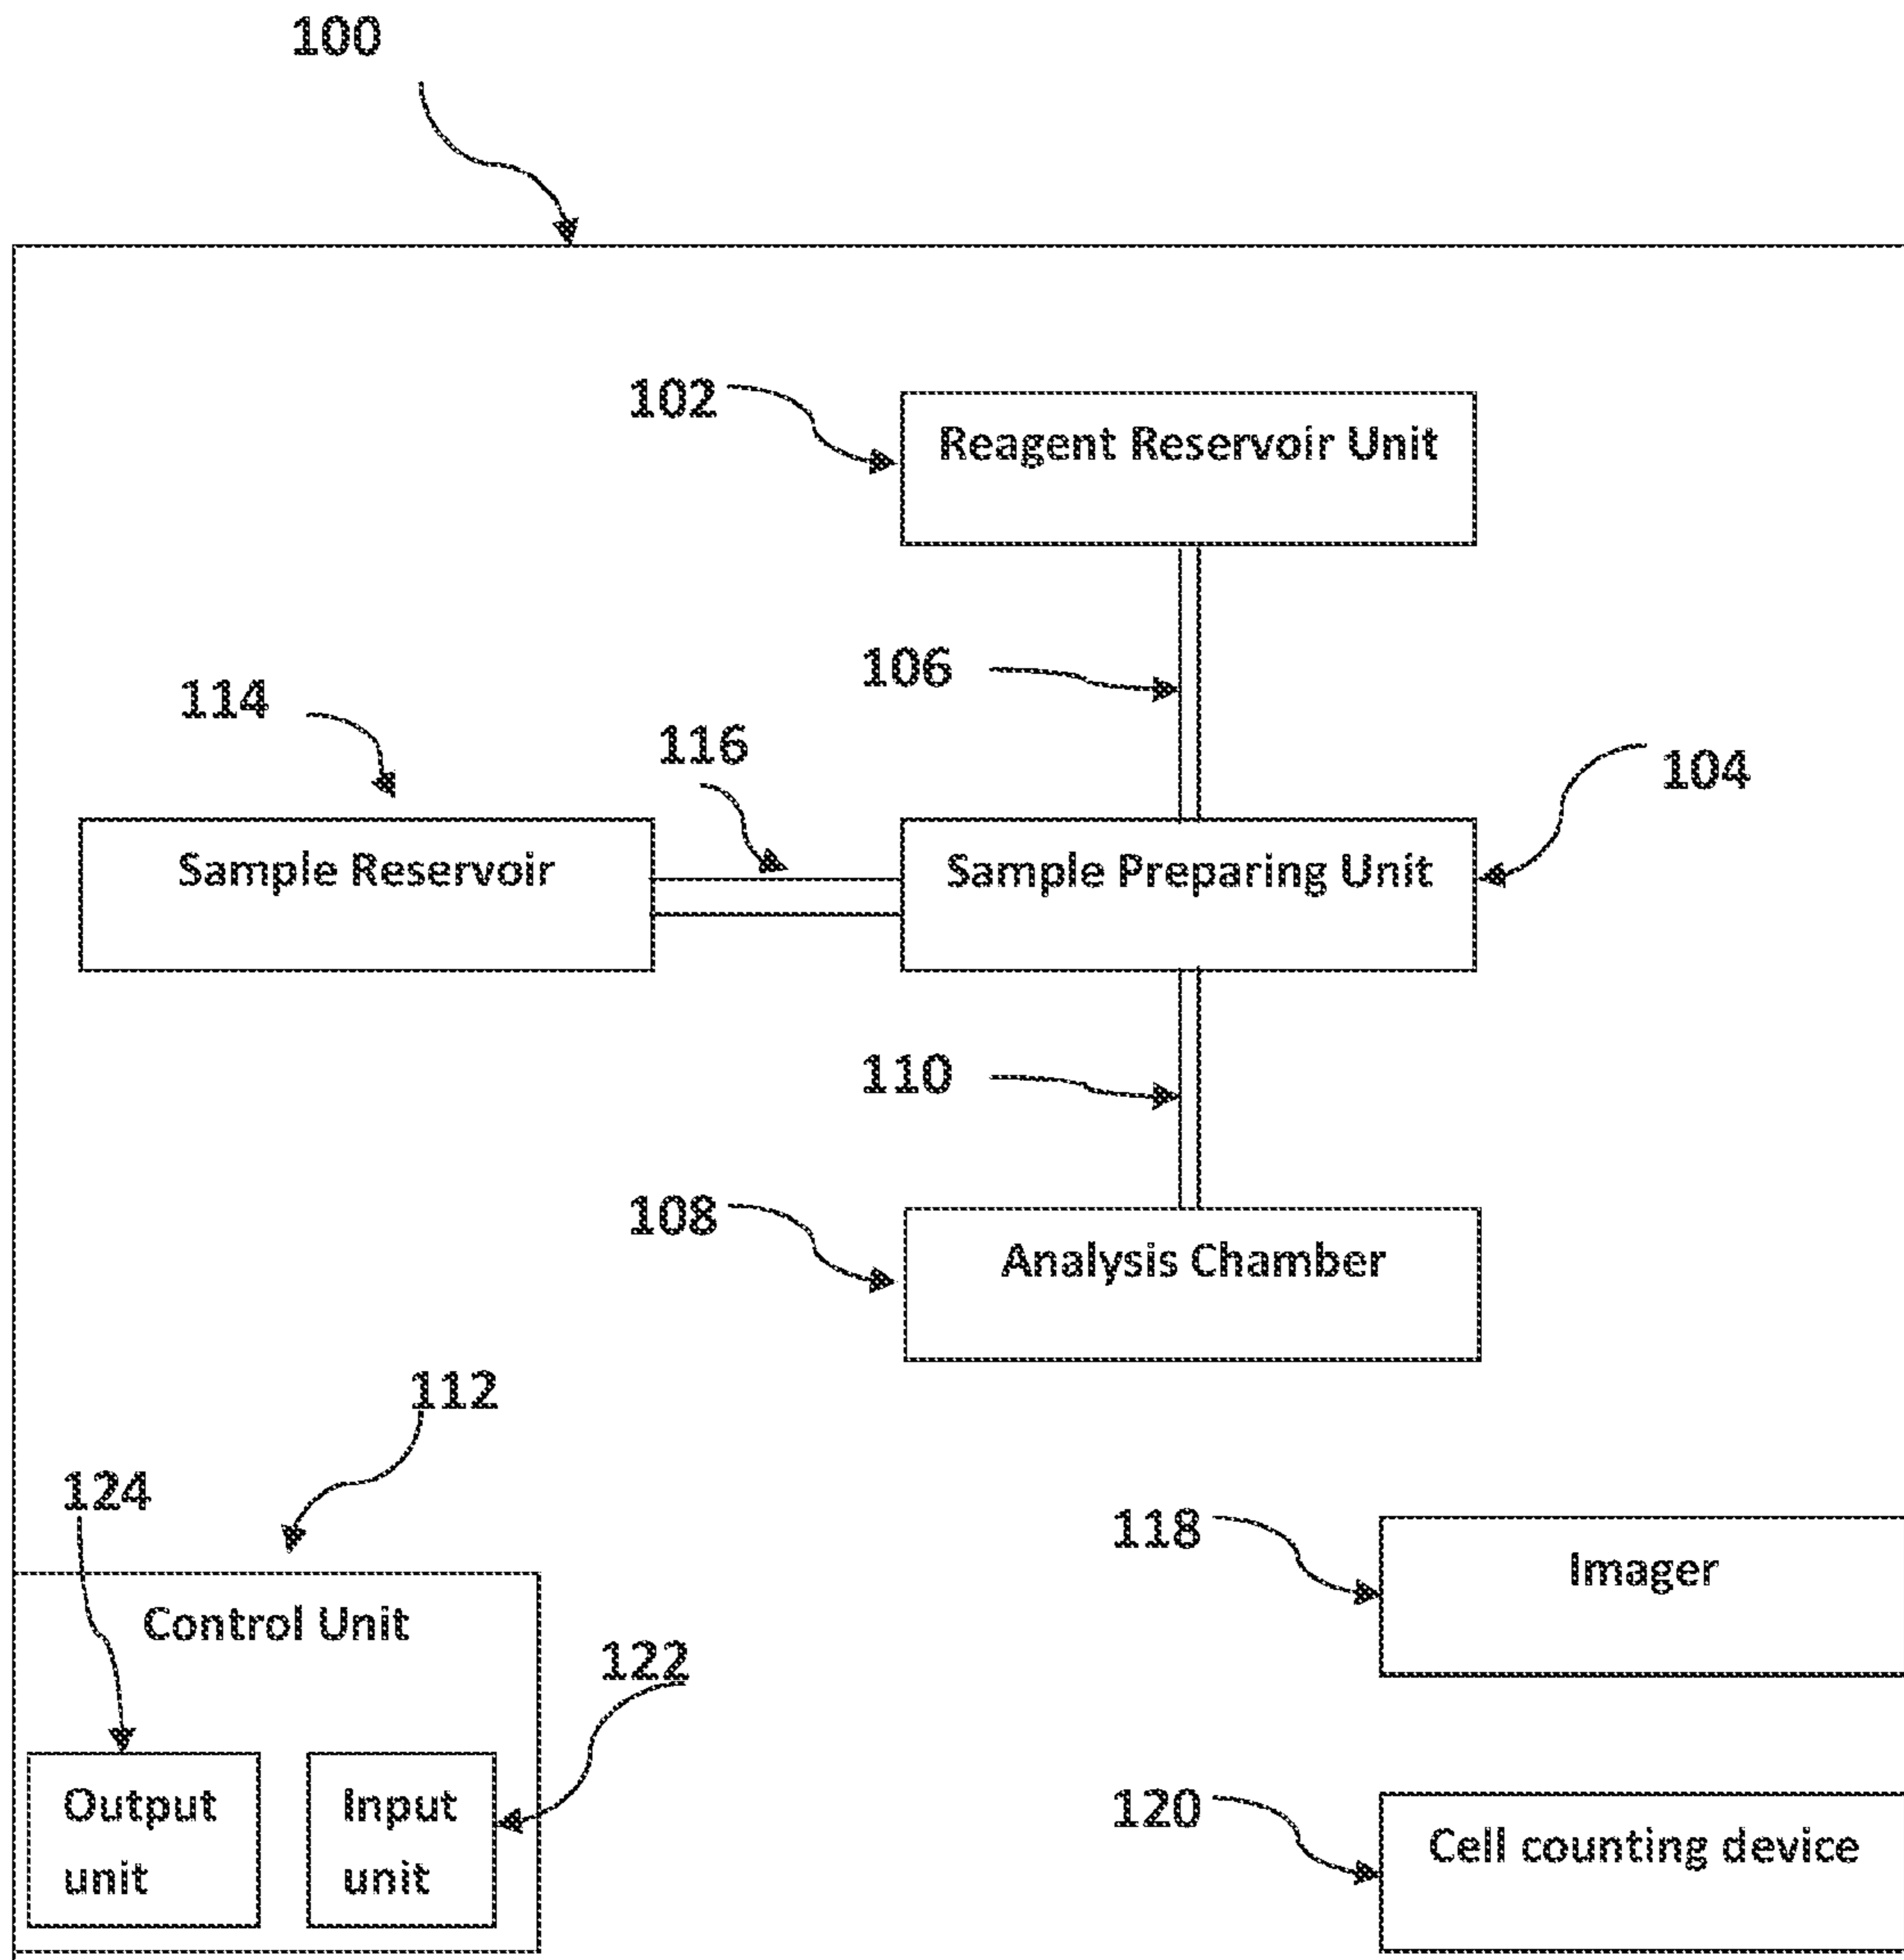 100
102
Reagent Reservoir Unit
106
114
116
104
Sample Reservoir
Sample Preparing Unit
110
108
Analysis Chamber
112
124
118
Imager
Control Unit
122
120
Output
unit
Input
unit
Cell counting device